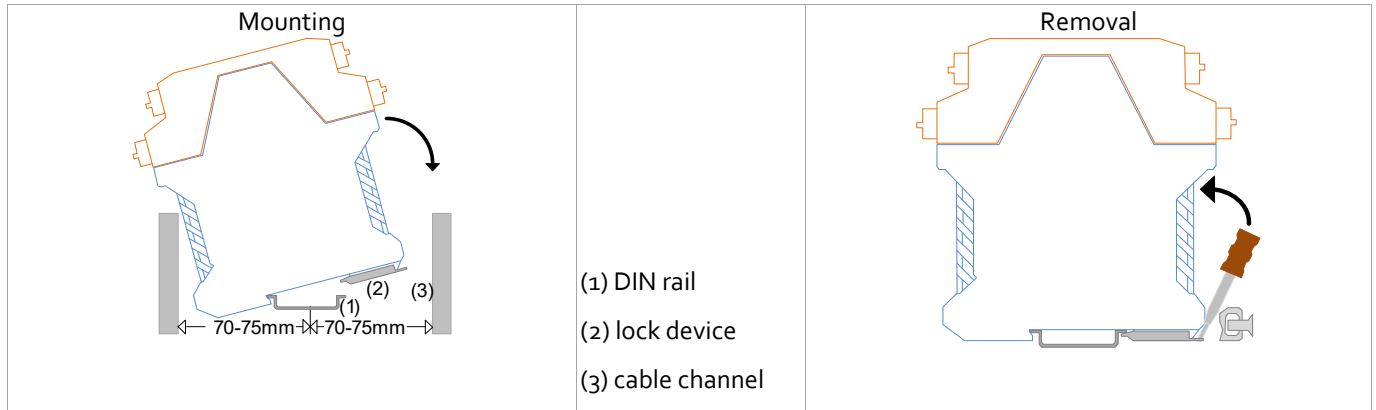 Mounting
(2)
(3)
(1)
70-75mm
70-75mm
(1) DIN rail
(2) lock device
(3) cable channel
Removal